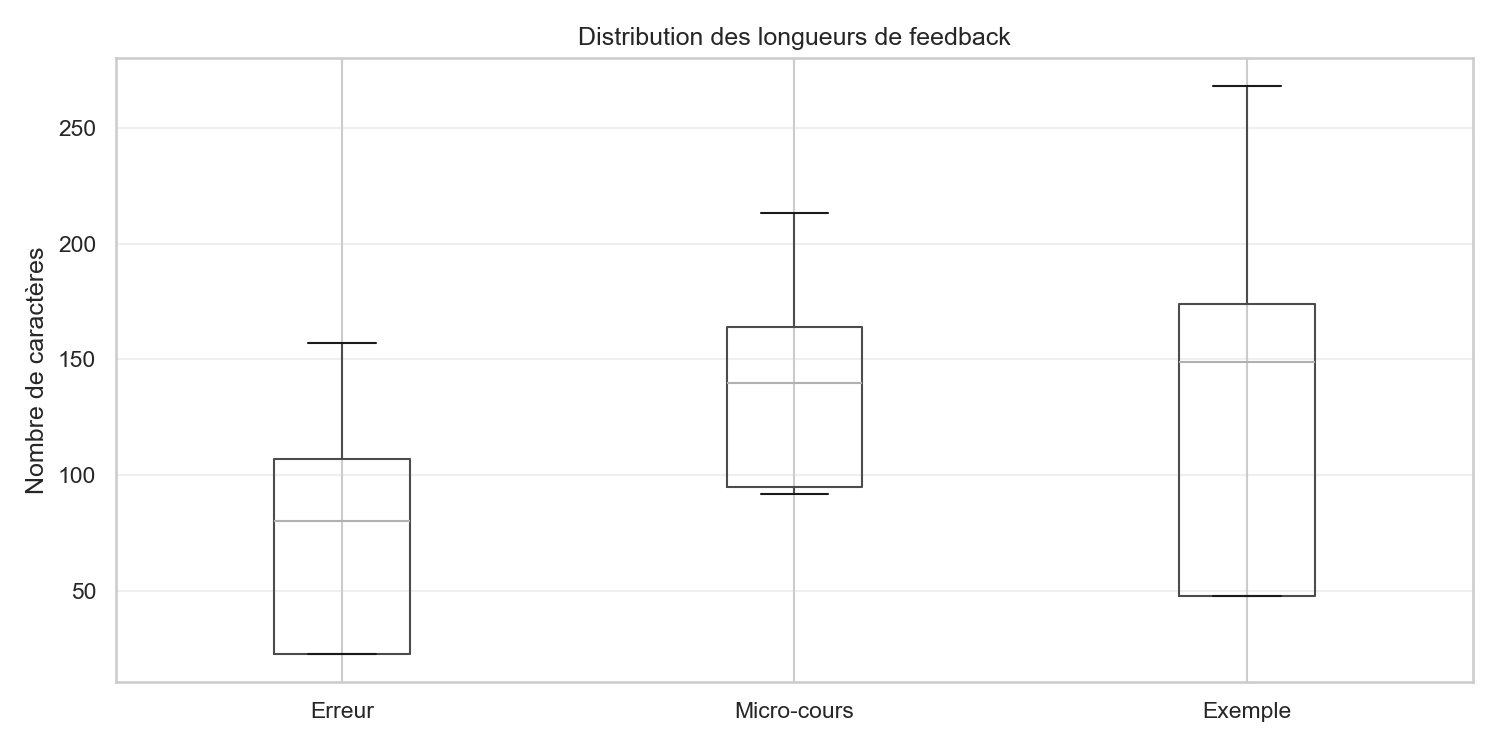 Distribution des longueurs de feedback
Nombre de caractères
250
200
150
100
50
Erreur
Micro-cours
Exemple